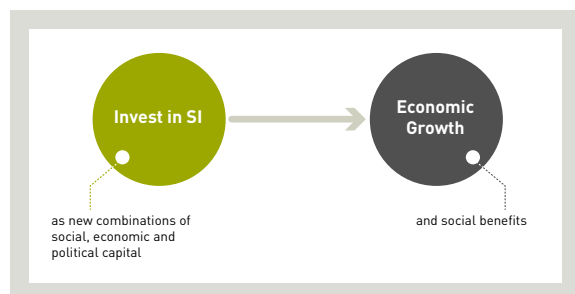 Invest in SI
Economic
Growth
as new combinations of
social, economic and
political capital
and social benefits